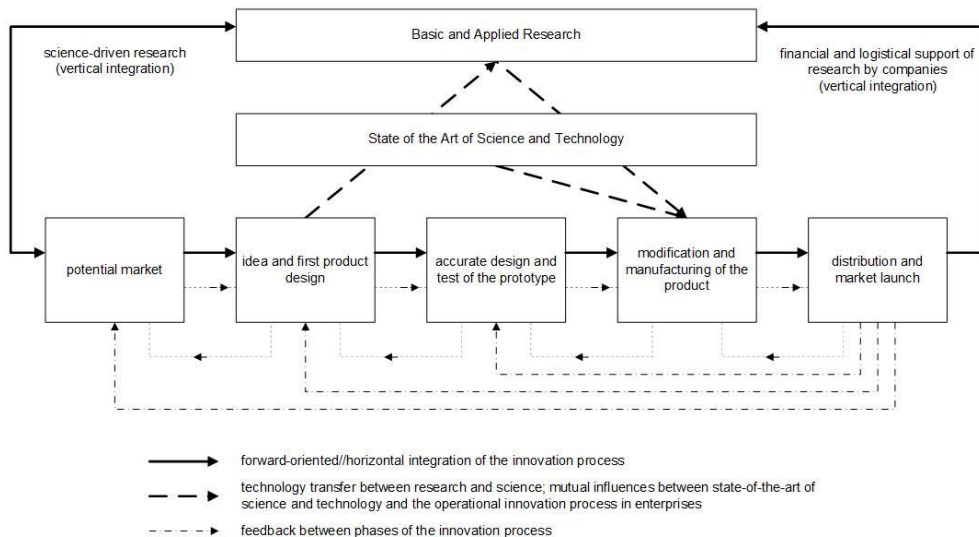 Basic and Applied Research
science-driven research
(vertical integration)
financial and logistical support of
research by companies
(vertical integration)
State of the Art of Science and Technology
potential market
idea and first product
design
accurate design and
test of the prototype
modification and
manufacturing of the
product
distribution and
market launch
forward-oriented//horizontal integration of the innovation process
technology transfer between research and science; mutual influences between state-of-the-art of
science and technology and the operational innovation process in enterprises
feedback between phases of the innovation process